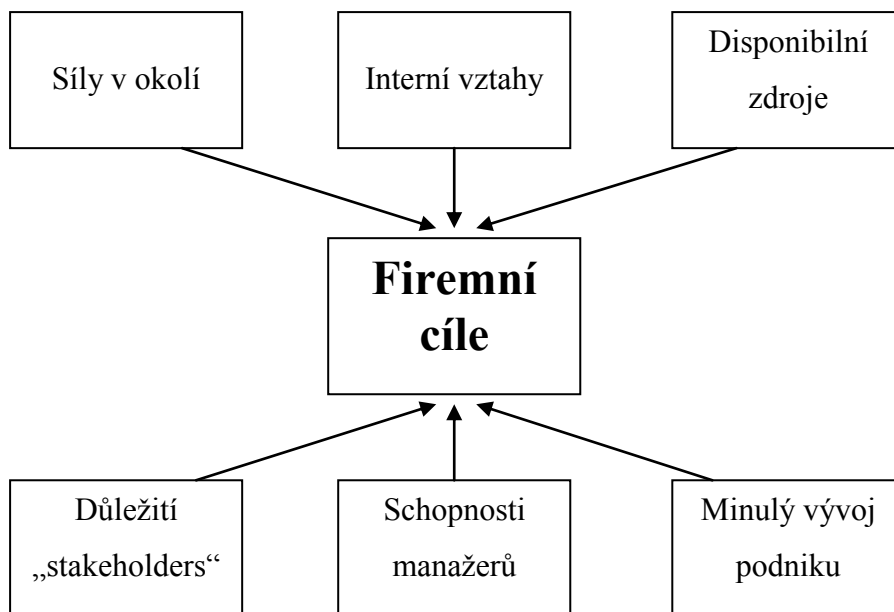 Síly v okolí
Interní vztahy
Disponibilní
zdroje
Firemní
cíle
Důležití
„stakeholders“
Schopnosti
manažerů
Minulý vývoj
podniku